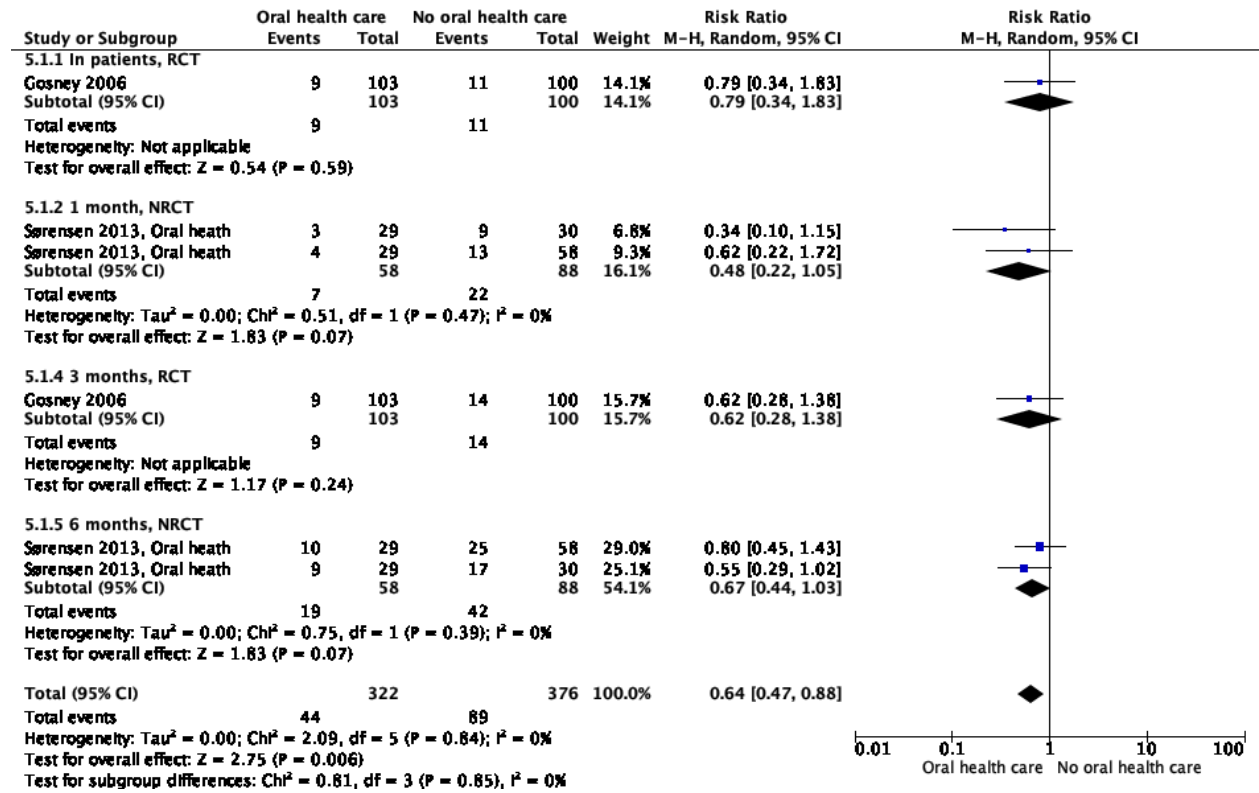 Oral health care No oral health care Risk Ratio Risk Ratio
Study or Subgroup Events Total Events Total Weight M-H, Random, 95% CI M-H, Random, 95% CI
5.1.1 In patients, RCT
Gosney 2006 9 103 11 100 14.1% 0.79 [0.34, 1.83]
Subtotal (95% CI) 103 100 14.1% 0.79 [0.34, 1.83]
Total events 9 11
Heterogeneity: Not applicable
Test for overall effect: Z = 0.54 (P = 0.59)
5.1.2 1 month, NRCT
Sørensen 2013, Oral heath 3 29 9 30 6.8% 0.34 [0.10, 1.15]
Sørensen 2013, Oral heath 4 29 13 58 9.3% 0.62 [0.22, 1.72]
Subtotal (95% CI) 58 88 16.1% 0.48 [0.22, 1.05]
Total events 7 22
Heterogeneity: Tau² = 0.00; Chi² = 0.51, df = 1 (P = 0.47); I² = 0%
Test for overall effect: Z = 1.83 (P = 0.07)
5.1.4 3 months, RCT
Gosney 2006 9 103 14 100 15.7% 0.62 [0.28, 1.38]
Subtotal (95% CI) 103 100 15.7% 0.62 [0.28, 1.38]
Total events 9 14
Heterogeneity: Not applicable
Test for overall effect: Z = 1.17 (P = 0.24)
5.1.5 6 months, NRCT
Sørensen 2013, Oral heath 10 29 25 58 29.0% 0.80 [0.45, 1.43]
Sørensen 2013, Oral heath 9 29 17 30 25.1% 0.55 [0.29, 1.02]
Subtotal (95% CI) 58 88 54.1% 0.67 [0.44, 1.03]
Total events 19 42
Heterogeneity: Tau² = 0.00; Chi² = 0.75, df = 1 (P = 0.39); I² = 0%
Test for overall effect: Z = 1.83 (P = 0.07)
Total (95% CI) 322 376 100.0% 0.64 [0.47, 0.88]
Total events 44 89
Heterogeneity: Tau² = 0.00; Chi² = 2.09, df = 5 (P = 0.84); I² = 0%
Test for overall effect: Z = 2.75 (P = 0.006)
Test for subgroup differences: Chi² = 0.81, df = 3 (P = 0.85), I² = 0%
0.01 0.1 1 10 100
Oral health care No oral health care